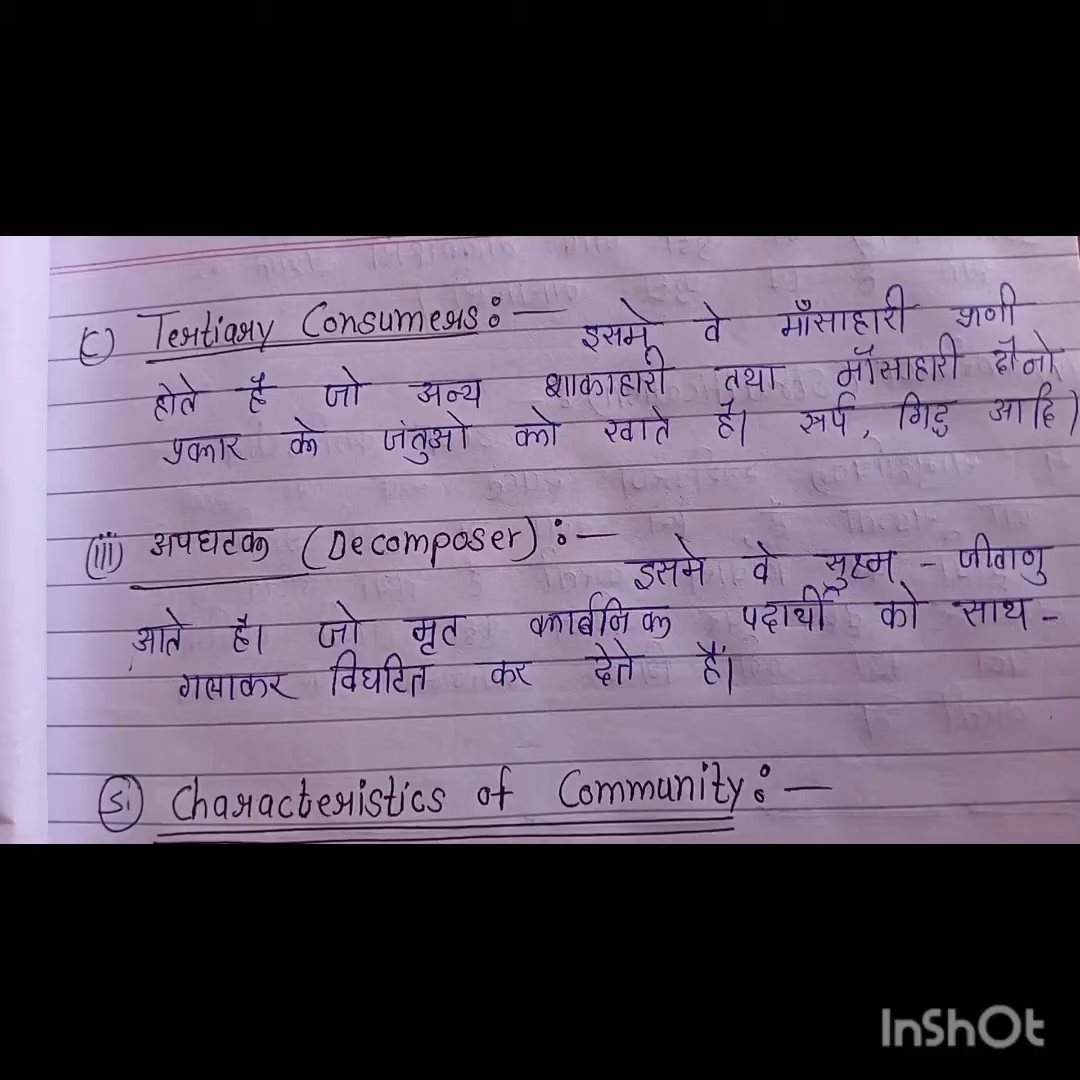 C) Tertiary Consumers:— इसमे वे माँसाहारी प्राणी
होते है जो अन्य शाकाहारी तथा माँसाहारी दोनो
प्रकार के जंतुओ को खाते है। सर्प, गिद्ध आदि)
(iii) अपघटक (Decomposer):—
इसमे वे सुक्ष्म - जीवाणु
आते है। जो मृत कार्बनिक पदार्थो को साथ -
गलाकर विघटित कर देते हैं।
5) Characteristics of Community:—
InShOt